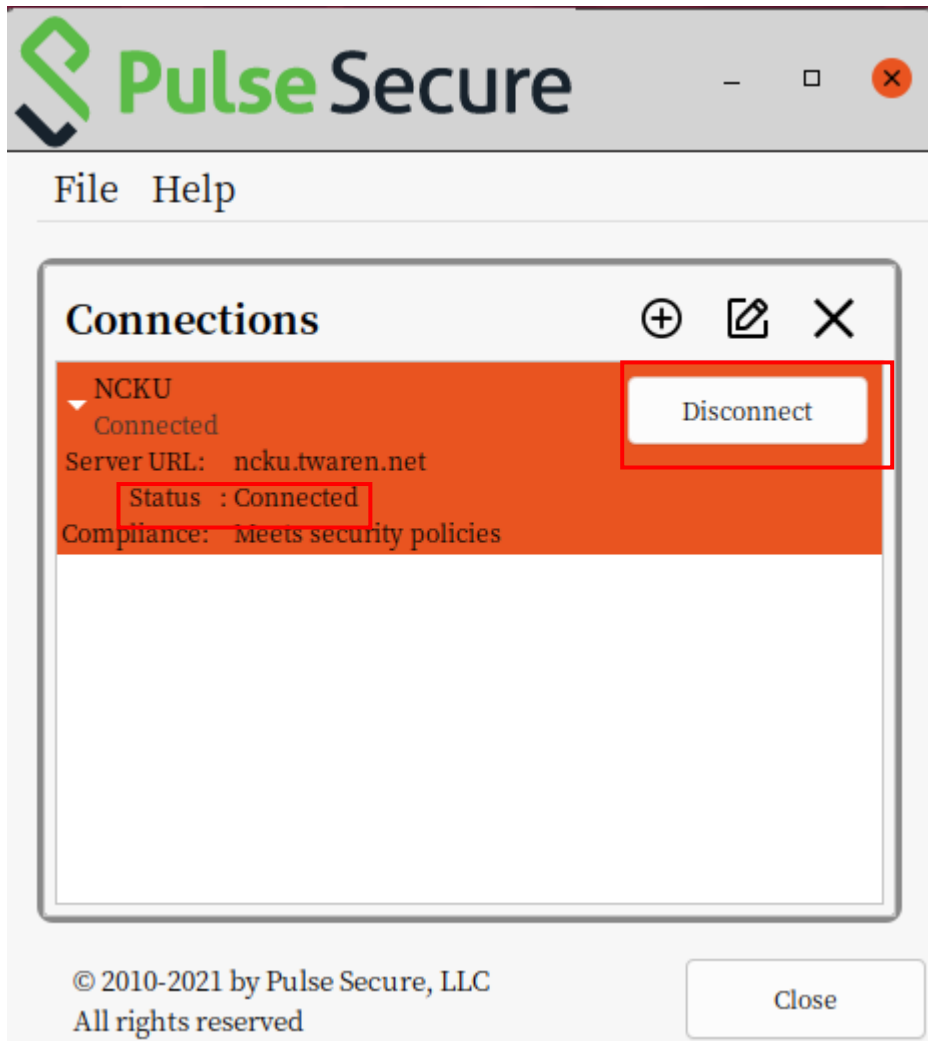 Pulse Secure
File Help
Connections
NCKU
Connected
Disconnect
Server URL: ncku.twaren.net
Status : Connected
Compliance: Meets security policies
© 2010-2021 by Pulse Secure, LLC
All rights reserved
Close